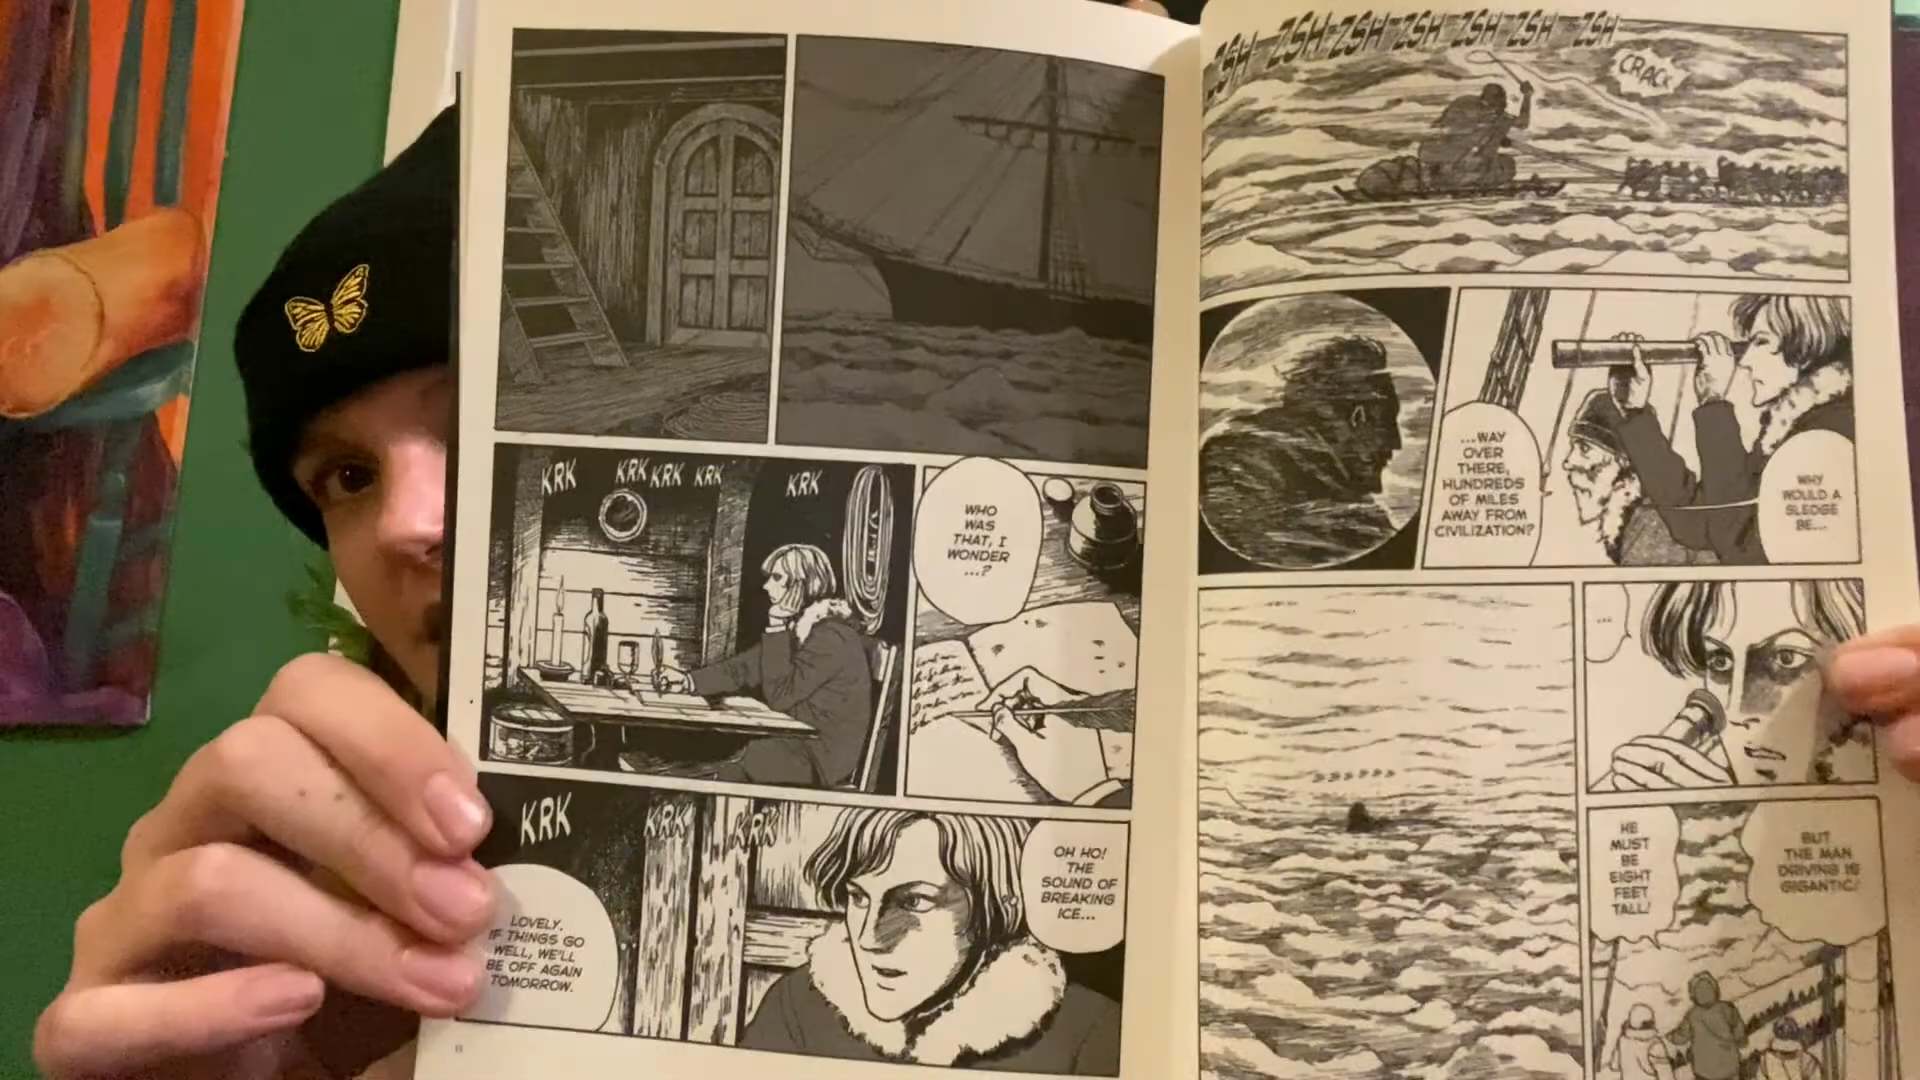 ZSH ZSH ZSH ZSH ZSH ZSH ZSH
CRACK
WHY
WOULD A
SLEDGE
BE...
...WAY
OVER
THERE,
HUNDREDS
OF MILES
AWAY FROM
CIVILIZATION?
...
BUT
THE MAN
DRIVING IS
GIGANTIC!
HE
MUST
BE
EIGHT
FEET
TALL!
WHO
WAS
THAT, I
WONDER
...?
KRK KRK KRK KRK KRK
OH HO!
THE
SOUND OF
BREAKING
ICE...
KRK KRK KRK
LOVELY.
IF THINGS GO
WELL, WE'LL
BE OFF AGAIN
TOMORROW.
11